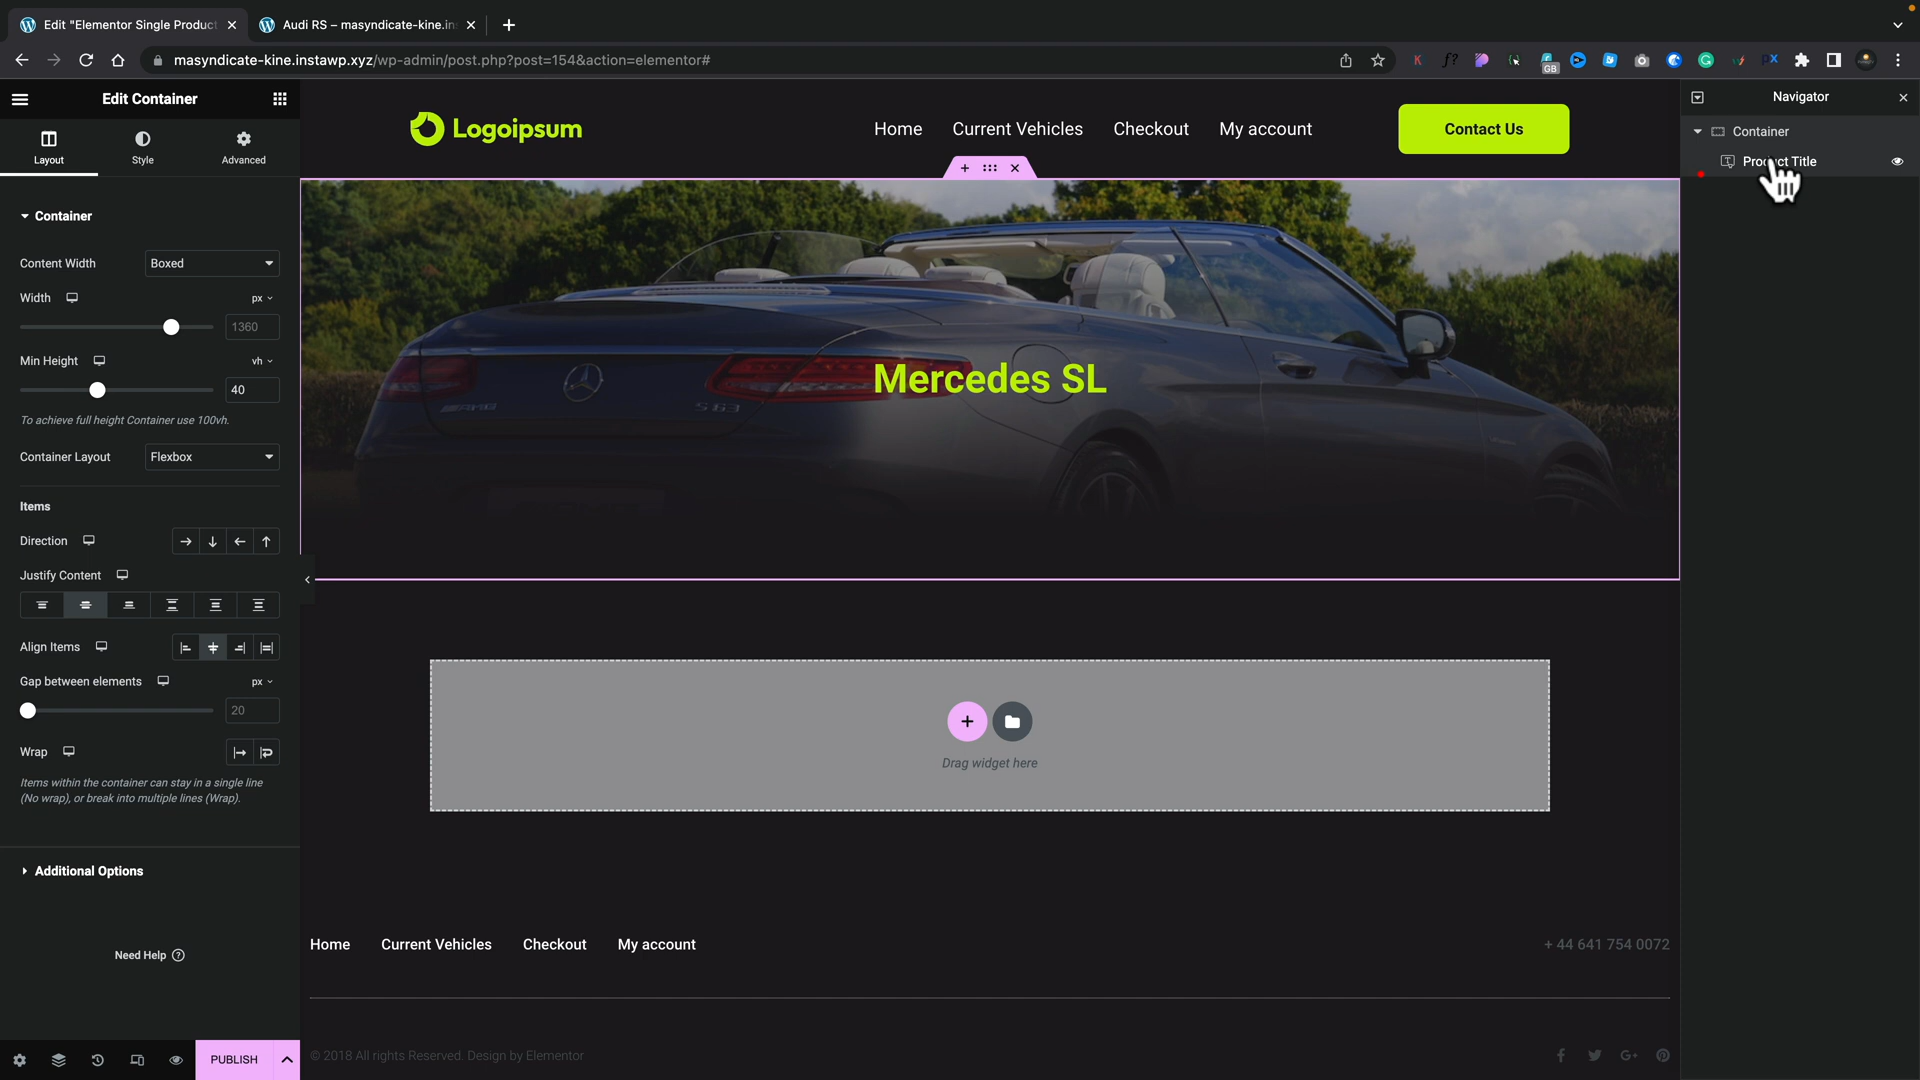 Edit "Elementor Single Product
Audi RS – masyndicate-kine.in
masyndicate-kine.instawp.xyz/wp-admin/post.php?post=154&action=elementor#
GB
Edit Container
Layout
Style
Advanced
Container
Content Width
Boxed
Width
px
1360
Min Height
vh
40
To achieve full height Container use 100vh.
Container Layout
Flexbox
Items
Direction
Justify Content
Align Items
Gap between elements
px
20
Wrap
Items within the container can stay in a single line
(No wrap), or break into multiple lines (Wrap).
Additional Options
Need Help
PUBLISH
Logoipsum
Home
Current Vehicles
Checkout
My account
Contact Us
Mercedes SL
AMG
S 63
Drag widget here
Home
Current Vehicles
Checkout
My account
+ 44 641 754 0072
© 2018 All rights Reserved. Design by Elementor
Navigator
Container
Product Title